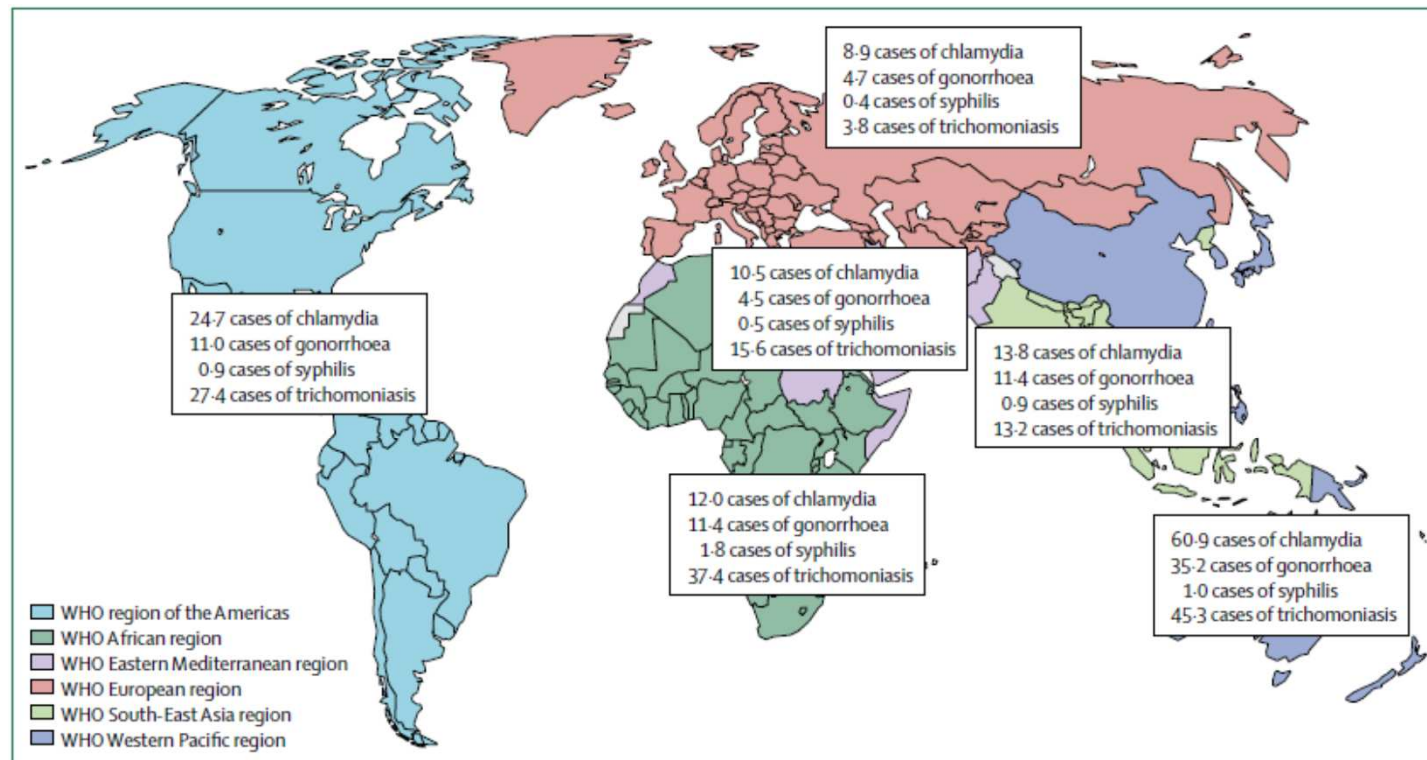 8·9 cases of chlamydia
4·7 cases of gonorrhoea
0·4 cases of syphilis
3·8 cases of trichomoniasis
10·5 cases of chlamydia
4·5 cases of gonorrhoea
0·5 cases of syphilis
15·6 cases of trichomoniasis
24·7 cases of chlamydia
11·0 cases of gonorrhoea
0·9 cases of syphilis
27·4 cases of trichomoniasis
13·8 cases of chlamydia
11·4 cases of gonorrhoea
0·9 cases of syphilis
13·2 cases of trichomoniasis
12·0 cases of chlamydia
11·4 cases of gonorrhoea
1·8 cases of syphilis
37·4 cases of trichomoniasis
60·9 cases of chlamydia
35·2 cases of gonorrhoea
1·0 cases of syphilis
45·3 cases of trichomoniasis
WHO region of the Americas
WHO African region
WHO Eastern Mediterranean region
WHO European region
WHO South-East Asia region
WHO Western Pacific region